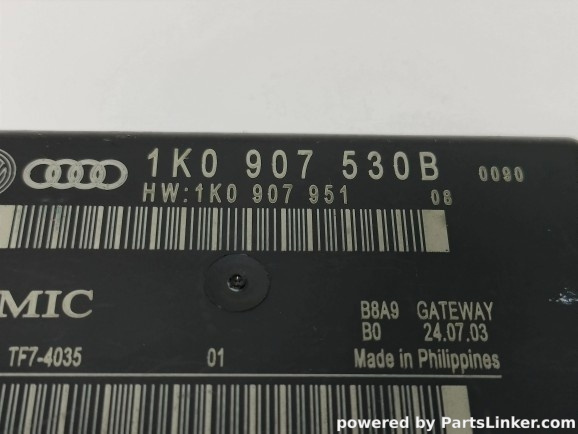 1K0 907 530B 0090
HW:1K0 907 951 08
MIC
B8A9 GATEWAY
B0 24.07.03
TF7-4035 01 Made in Philippines
powered by PartsLinker.com